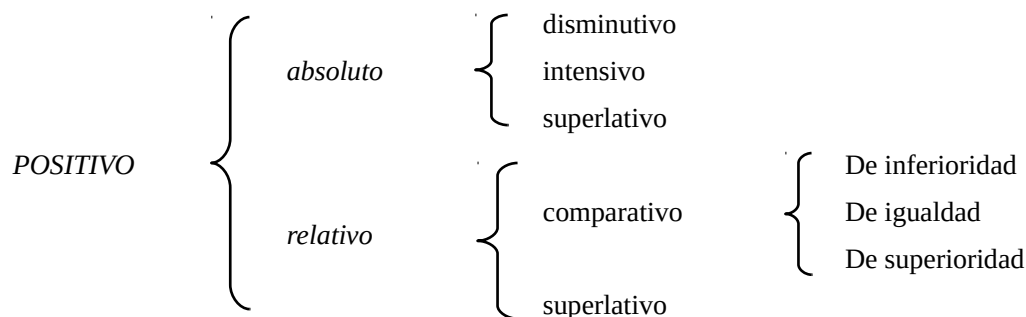 disminutivo
absoluto
intensivo
superlativo
POSITIVO
De inferioridad
comparativo
De igualdad
relativo
De superioridad
superlativo